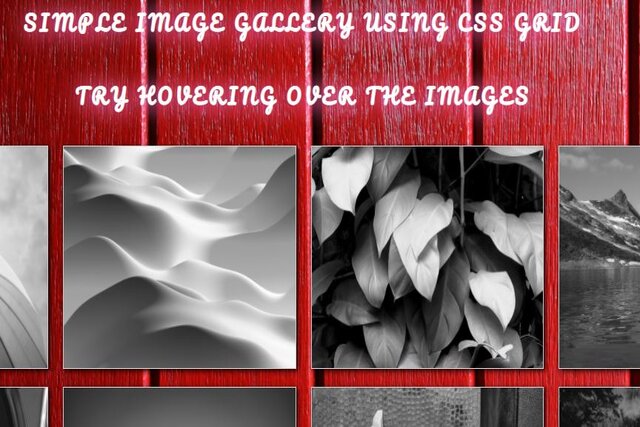 SIMPLE IMAGE GALLERY USING CSS GRID
TRY HOVERING OVER THE IMAGES